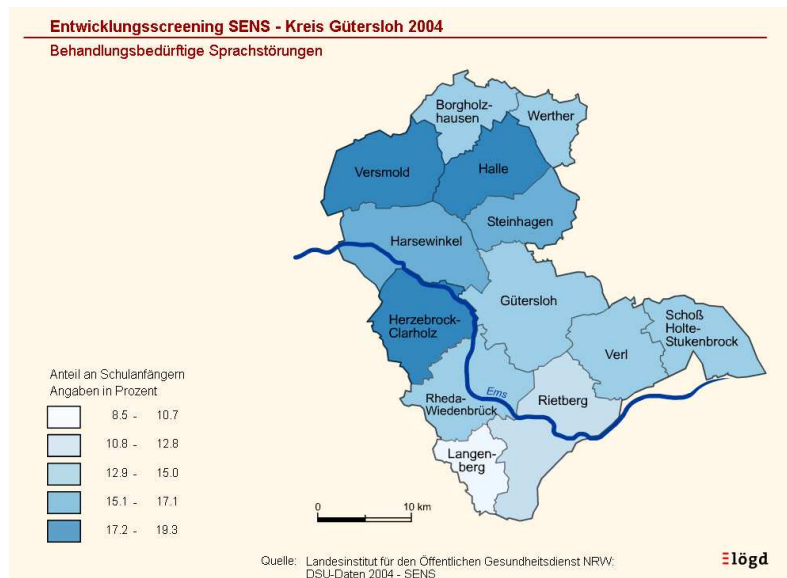 Entwicklungsscreening SENS - Kreis Gütersloh 2004
Behandlungsbedürftige Sprachstörungen
Borgholz-
hausen
Werther
Versmold
Halle
Steinhagen
Harsewinkel
Gütersloh
Herzebrock-
Clarholz
Schoß
Holte-
Stukenbrock
Verl
Ems
Rheda-
Wiedenbrück
Rietberg
Langen-
berg
Anteil an Schulanfängern
Angaben in Prozent
8.5 - 10.7
10.8 - 12.8
12.9 - 15.0
15.1 - 17.1
17.2 - 19.3
0 10 km
Quelle: Landesinstitut für den Öffentlichen Gesundheitsdienst NRW:
DSU-Daten 2004 - SENS
lögd